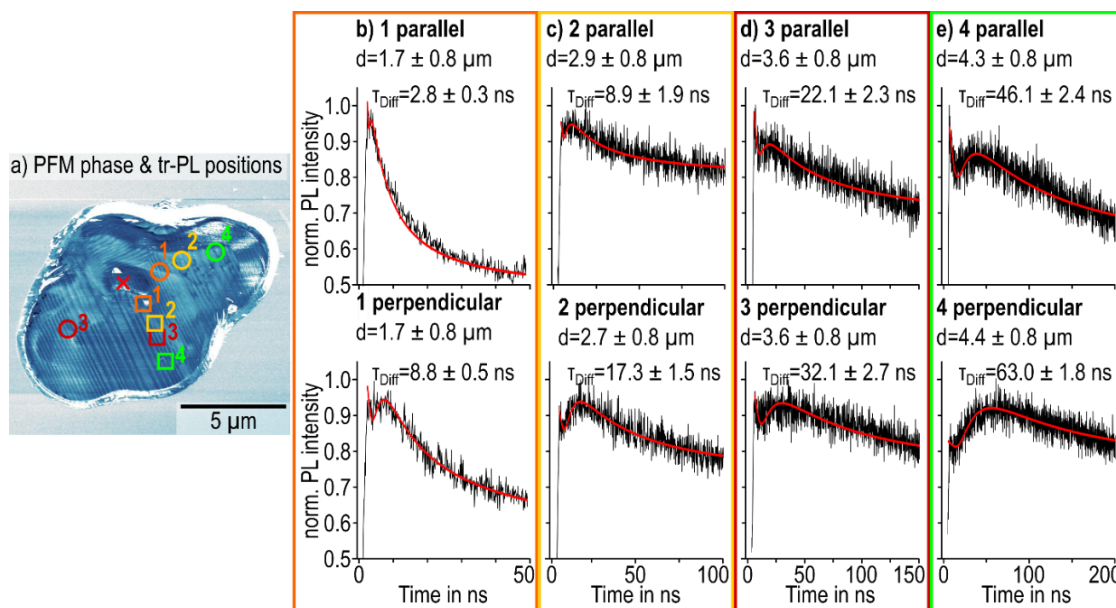 a) PFM phase & tr-PL positions
1
2
4
1
2
3
3
4
5 µm
b) 1 parallel
d=1.7 ± 0.8 µm
τDiff=2.8 ± 0.3 ns
c) 2 parallel
d=2.9 ± 0.8 µm
τDiff=8.9 ± 1.9 ns
d) 3 parallel
d=3.6 ± 0.8 µm
τDiff=22.1 ± 2.3 ns
e) 4 parallel
d=4.3 ± 0.8 µm
τDiff=46.1 ± 2.4 ns
norm. PL intensity
1.0
0.9
0.8
0.7
0.6
0.5
1 perpendicular
d=1.7 ± 0.8 µm
τDiff=8.8 ± 0.5 ns
2 perpendicular
d=2.7 ± 0.8 µm
τDiff=17.3 ± 1.5 ns
3 perpendicular
d=3.6 ± 0.8 µm
τDiff=32.1 ± 2.7 ns
4 perpendicular
d=4.4 ± 0.8 µm
τDiff=63.0 ± 1.8 ns
norm. PL intensity
1.0
0.9
0.8
0.7
0.6
0.5
0 50
Time in ns
0 50 100
Time in ns
0 50 100 150
Time in ns
0 100 200
Time in ns